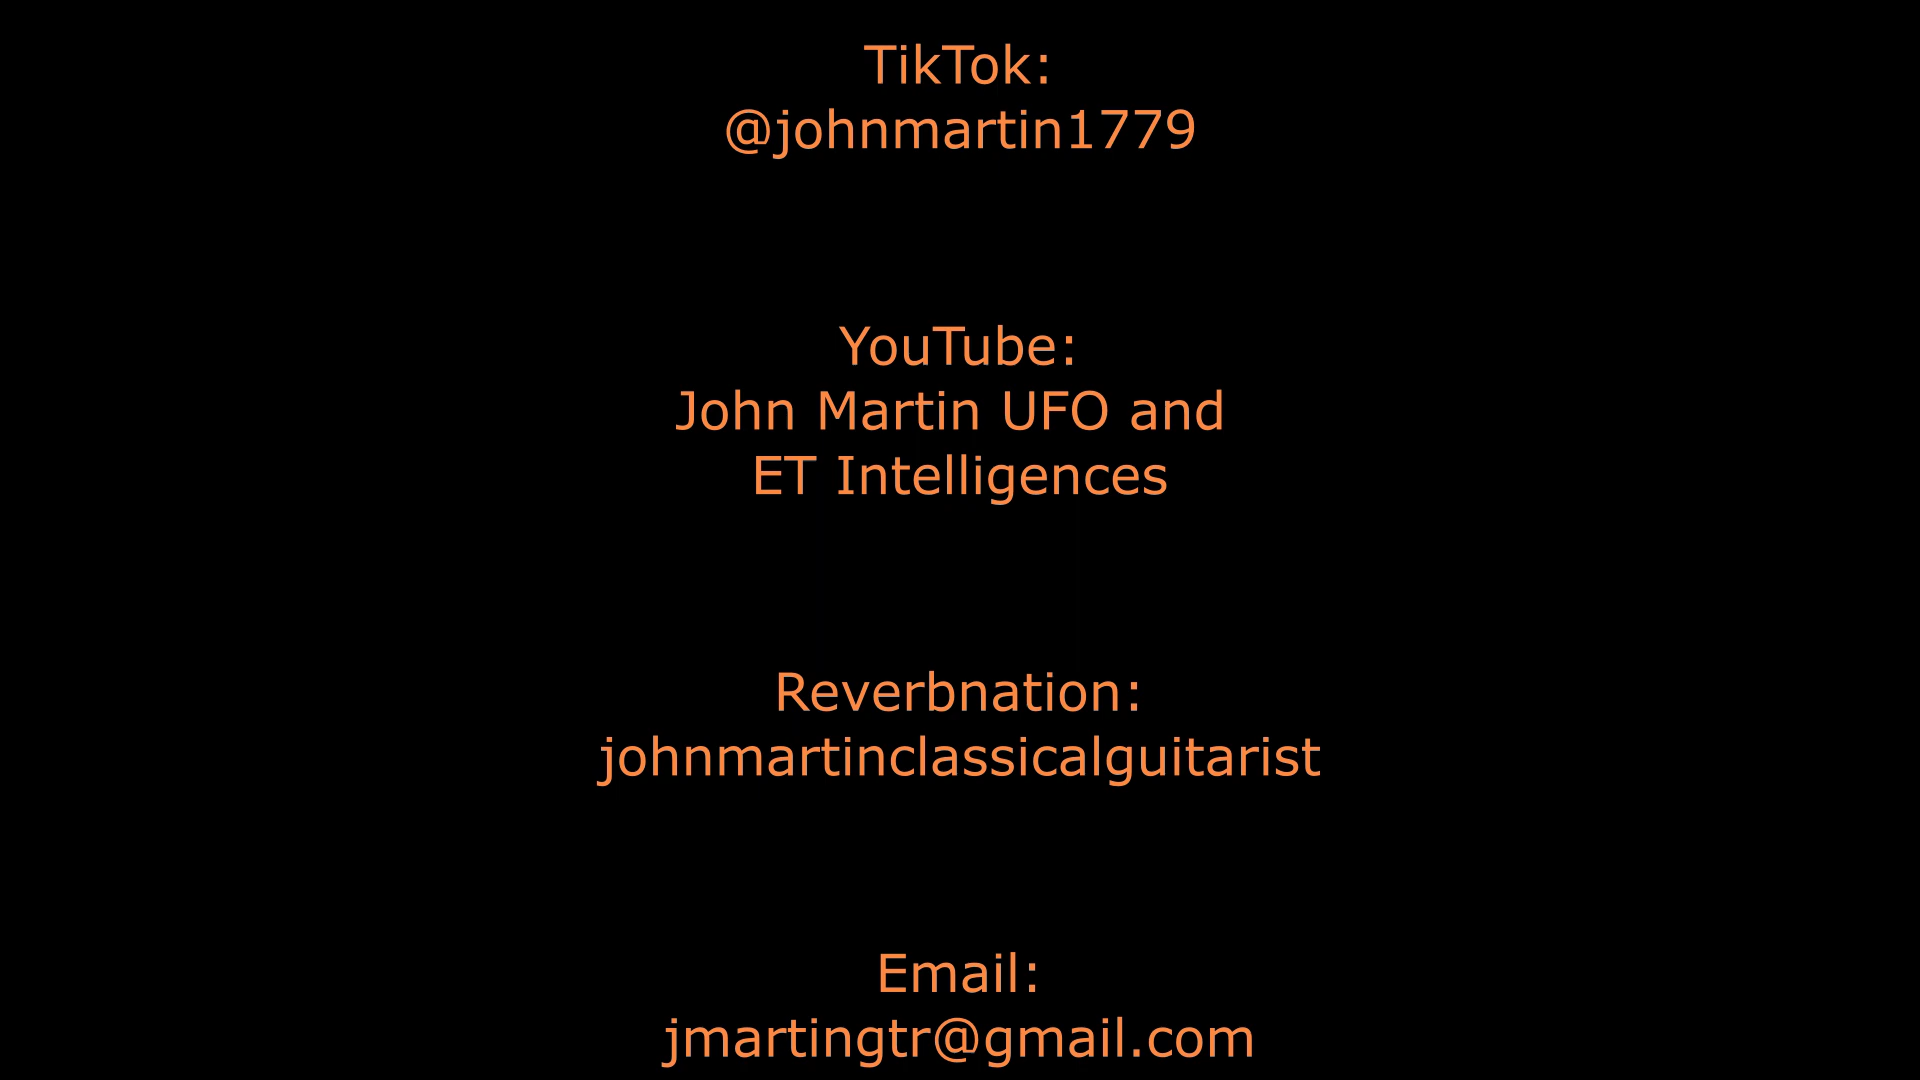 TikTok:
@johnmartin1779
YouTube:
John Martin UFO and
ET Intelligences
Reverbnation:
johnmartinclassicalguitarist
Email:
jmartingtr@gmail.com